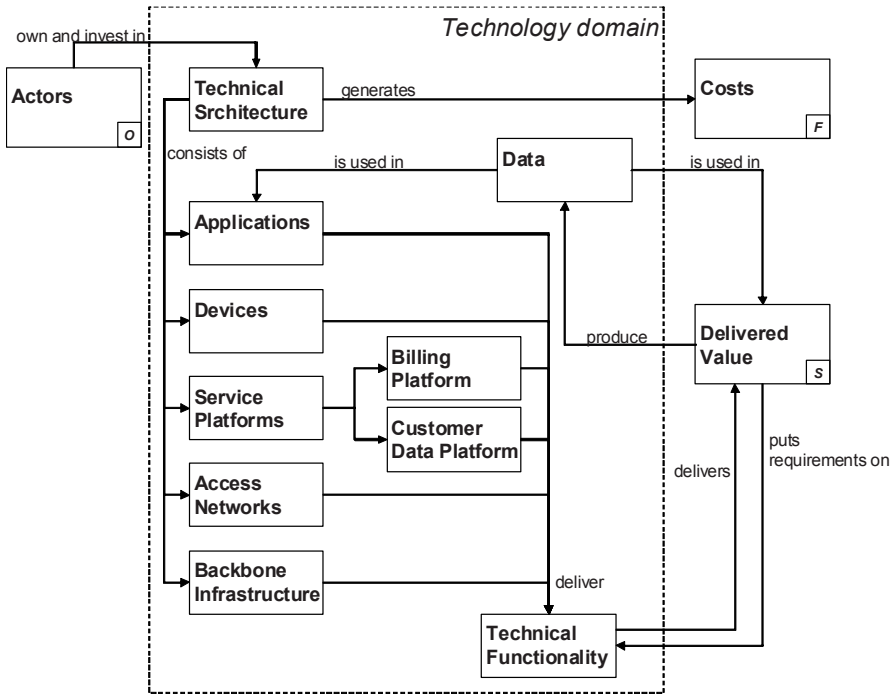 Technology domain
own and invest in
Actors
O
Technical
Srchitecture
generates
Costs
F
consists of
is used in
Data
is used in
Applications
Devices
produce
Delivered
Value
S
Billing
Platform
Service
Platforms
Customer
Data Platform
puts
requirements on
delivers
Access
Networks
Backbone
Infrastructure
deliver
Technical
Functionality